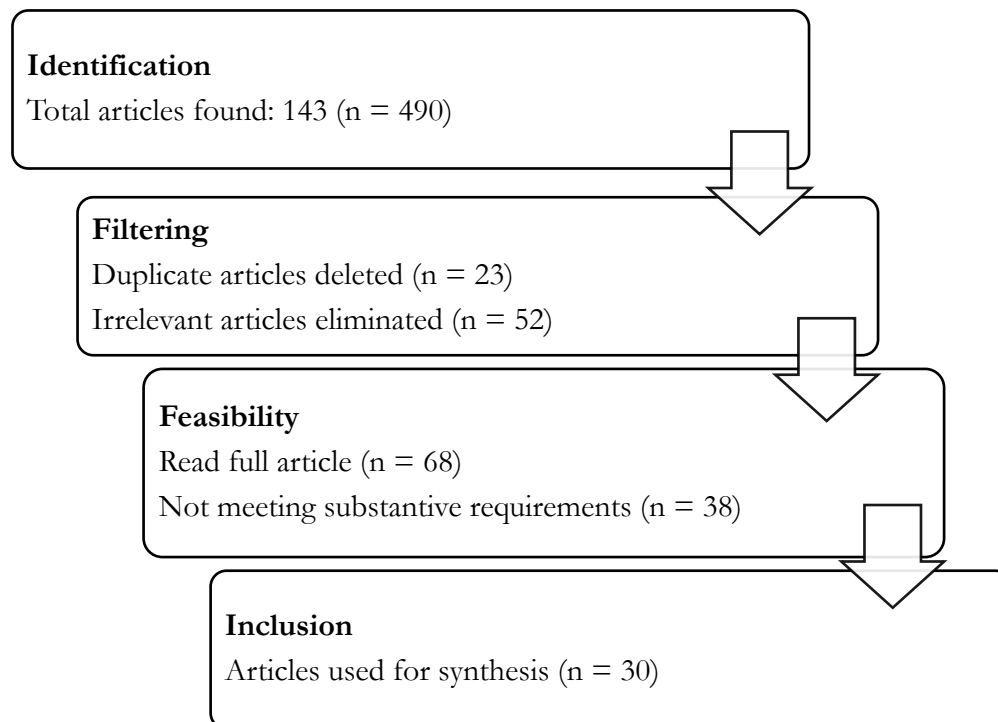 Identification
Total articles found: 143 (n = 490)
Filtering
Duplicate articles deleted (n = 23)
Irrelevant articles eliminated (n = 52)
Feasibility
Read full article (n = 68)
Not meeting substantive requirements (n = 38)
Inclusion
Articles used for synthesis (n = 30)